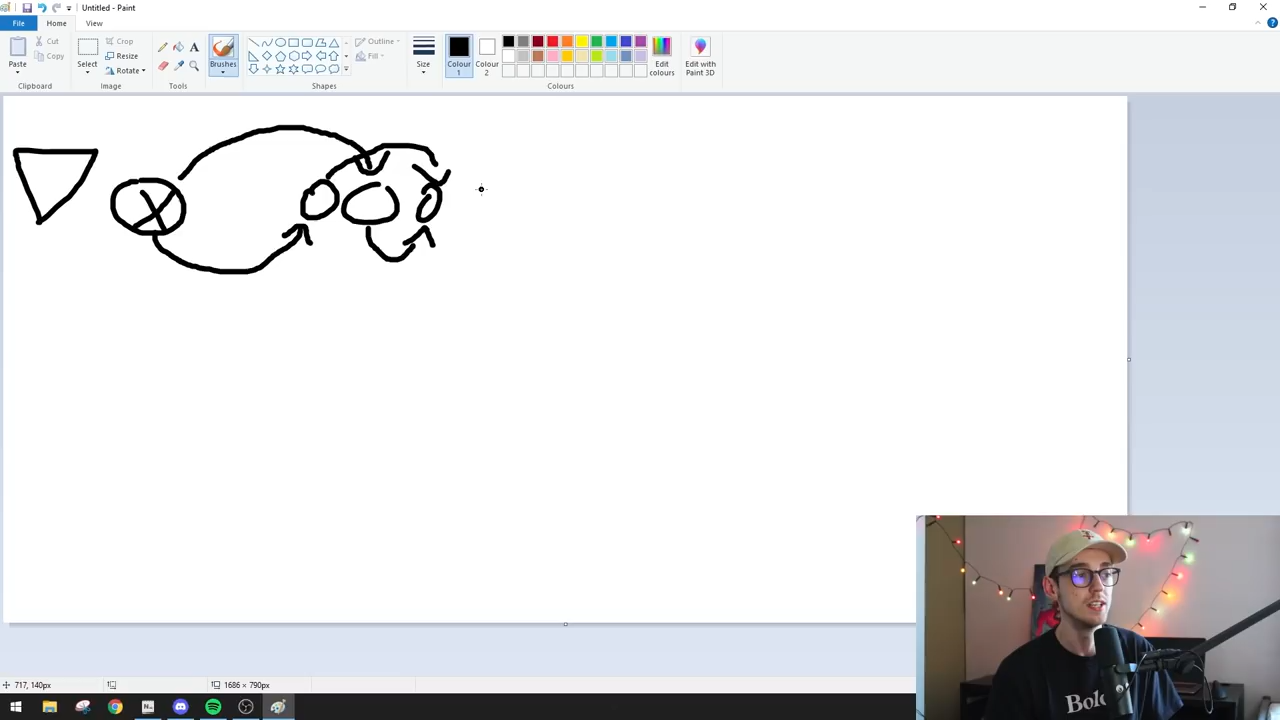 Untitled - Paint
File
Home
View
Paste
Cut
Copy
Clipboard
Select
Crop
Resize
Rotate
Image
A
Tools
Brushes
Outline
Fill
Shapes
Size
Colour 1
Colour 2
Edit colours
Colours
Edit with Paint 3D
X
717, 140px
1686 × 790px